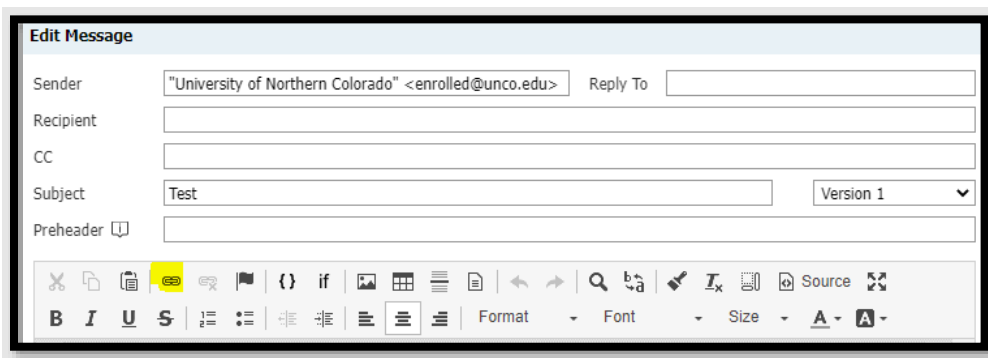 Edit Message
Sender "University of Northern Colorado" <enrolled@unco.edu> Reply To
Recipient
CC
Subject Test Version 1
Preheader
{} if Source
B I U S Format Font Size A A